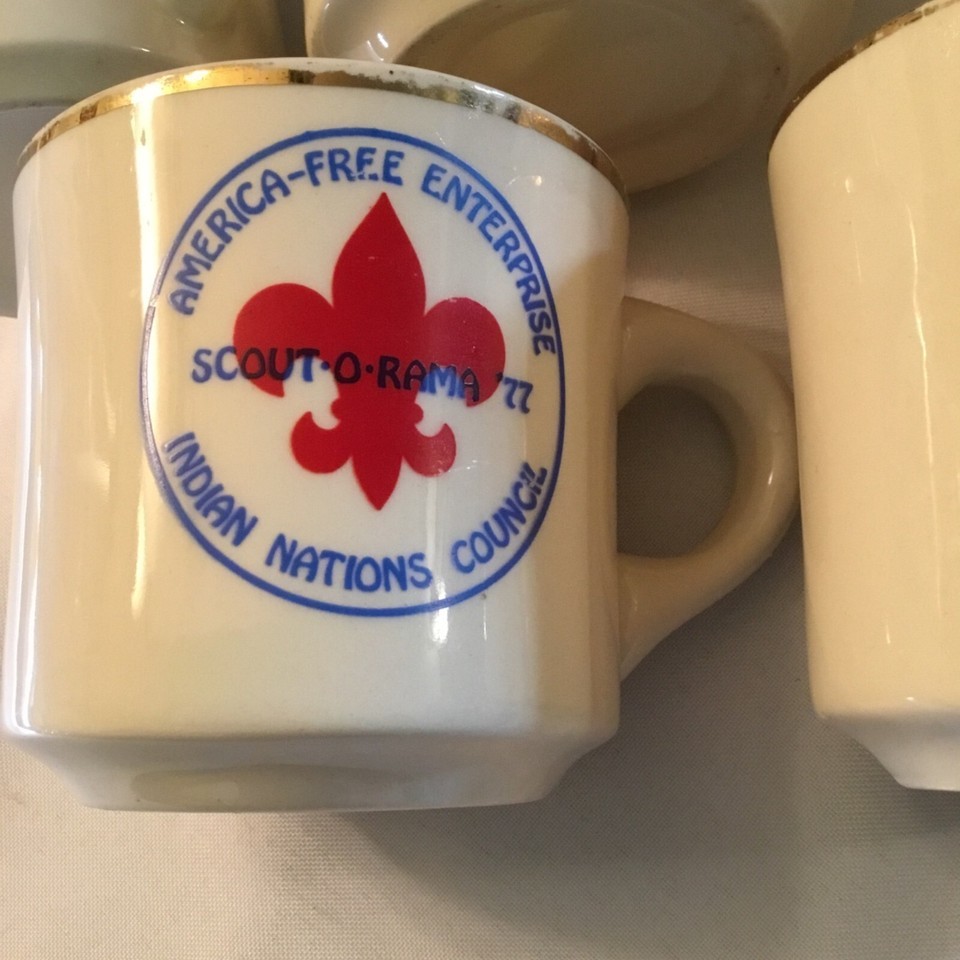 AMERICA-FREE ENTERPRISE
SCOUT·O·RAMA '77
INDIAN NATIONS COUNCIL